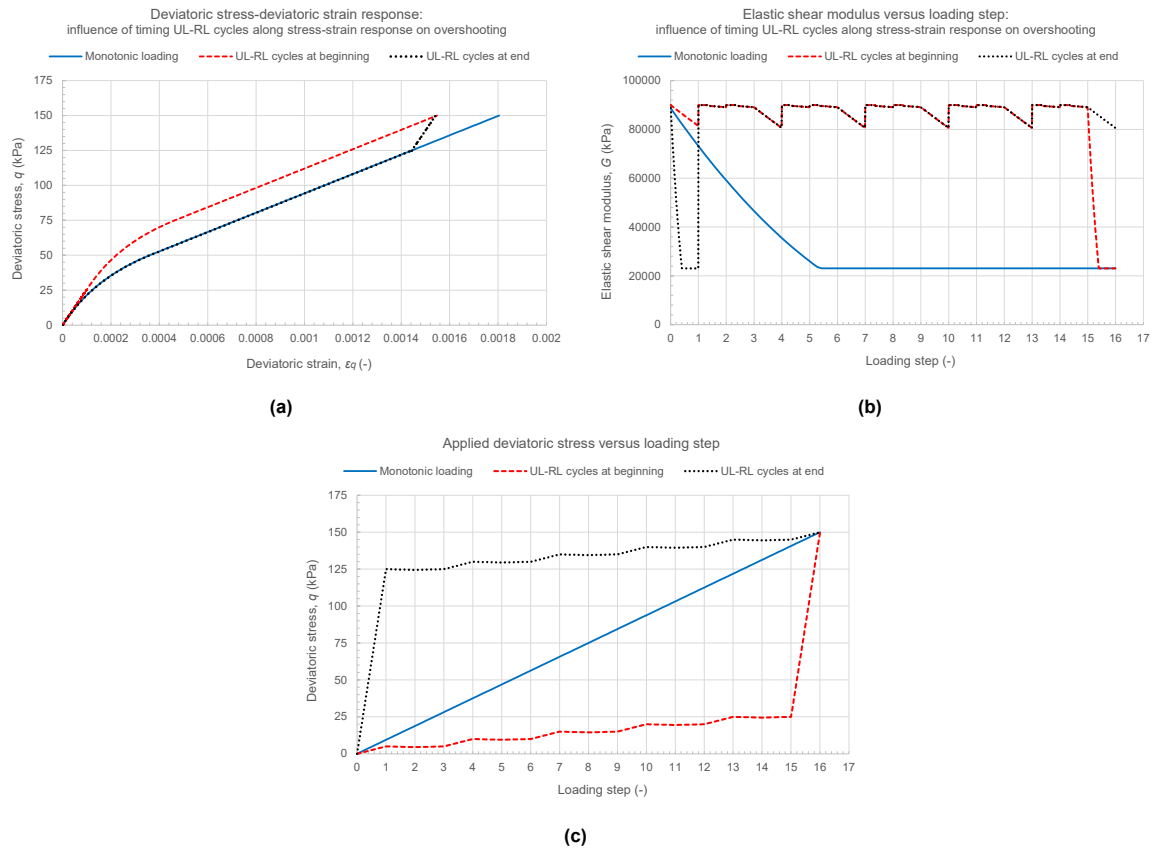 Deviatoric stress-deviatoric strain response:
influence of timing UL-RL cycles along stress-strain response on overshooting
Monotonic loading UL-RL cycles at beginning UL-RL cycles at end
175
150
125
100
75
50
25
0
Deviatoric stress, q (kPa)
0 0.0002 0.0004 0.0006 0.0008 0.001 0.0012 0.0014 0.0016 0.0018 0.002
Deviatoric strain, εq (-)
(a)
Elastic shear modulus versus loading step:
influence of timing UL-RL cycles along stress-strain response on overshooting
Monotonic loading UL-RL cycles at beginning UL-RL cycles at end
100000
80000
60000
40000
20000
0
Elastic shear modulus, G (kPa)
0 1 2 3 4 5 6 7 8 9 10 11 12 13 14 15 16 17
Loading step (-)
(b)
Applied deviatoric stress versus loading step
Monotonic loading UL-RL cycles at beginning UL-RL cycles at end
175
150
125
100
75
50
25
0
Deviatoric stress, q (kPa)
0 1 2 3 4 5 6 7 8 9 10 11 12 13 14 15 16 17
Loading step (-)
(c)